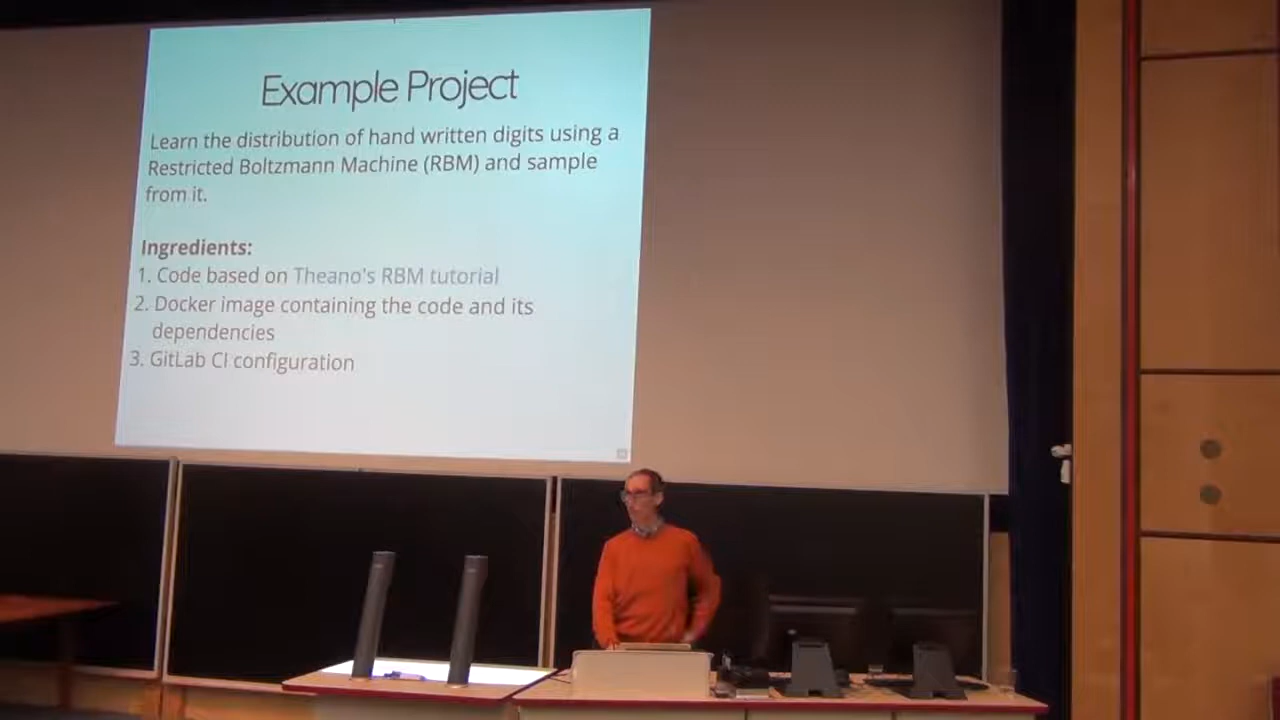 Example Project
Learn the distribution of hand written digits using a
Restricted Boltzmann Machine (RBM) and sample
from it.
Ingredients:
1. Code based on Theano's RBM tutorial
2. Docker image containing the code and its
dependencies
3. GitLab CI configuration